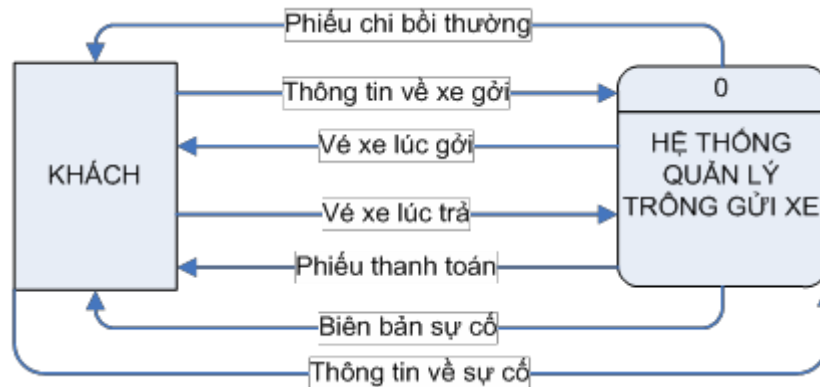 Phiếu chi bồi thường
Thông tin về xe gởi
0
Vé xe lúc gởi
HỆ THỐNG
QUẢN LÝ
TRÔNG GỬI XE
KHÁCH
Vé xe lúc trả
Phiếu thanh toán
Biên bản sự cố
Thông tin về sự cố